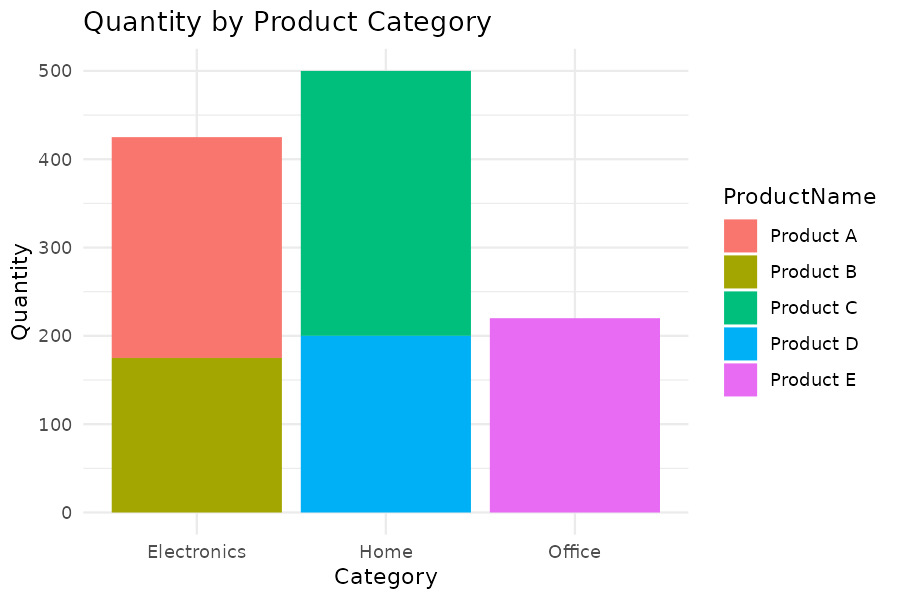 Quantity by Product Category
500
400
300
200
100
0
Quantity
Electronics
Home
Office
Category
ProductName
Product A
Product B
Product C
Product D
Product E